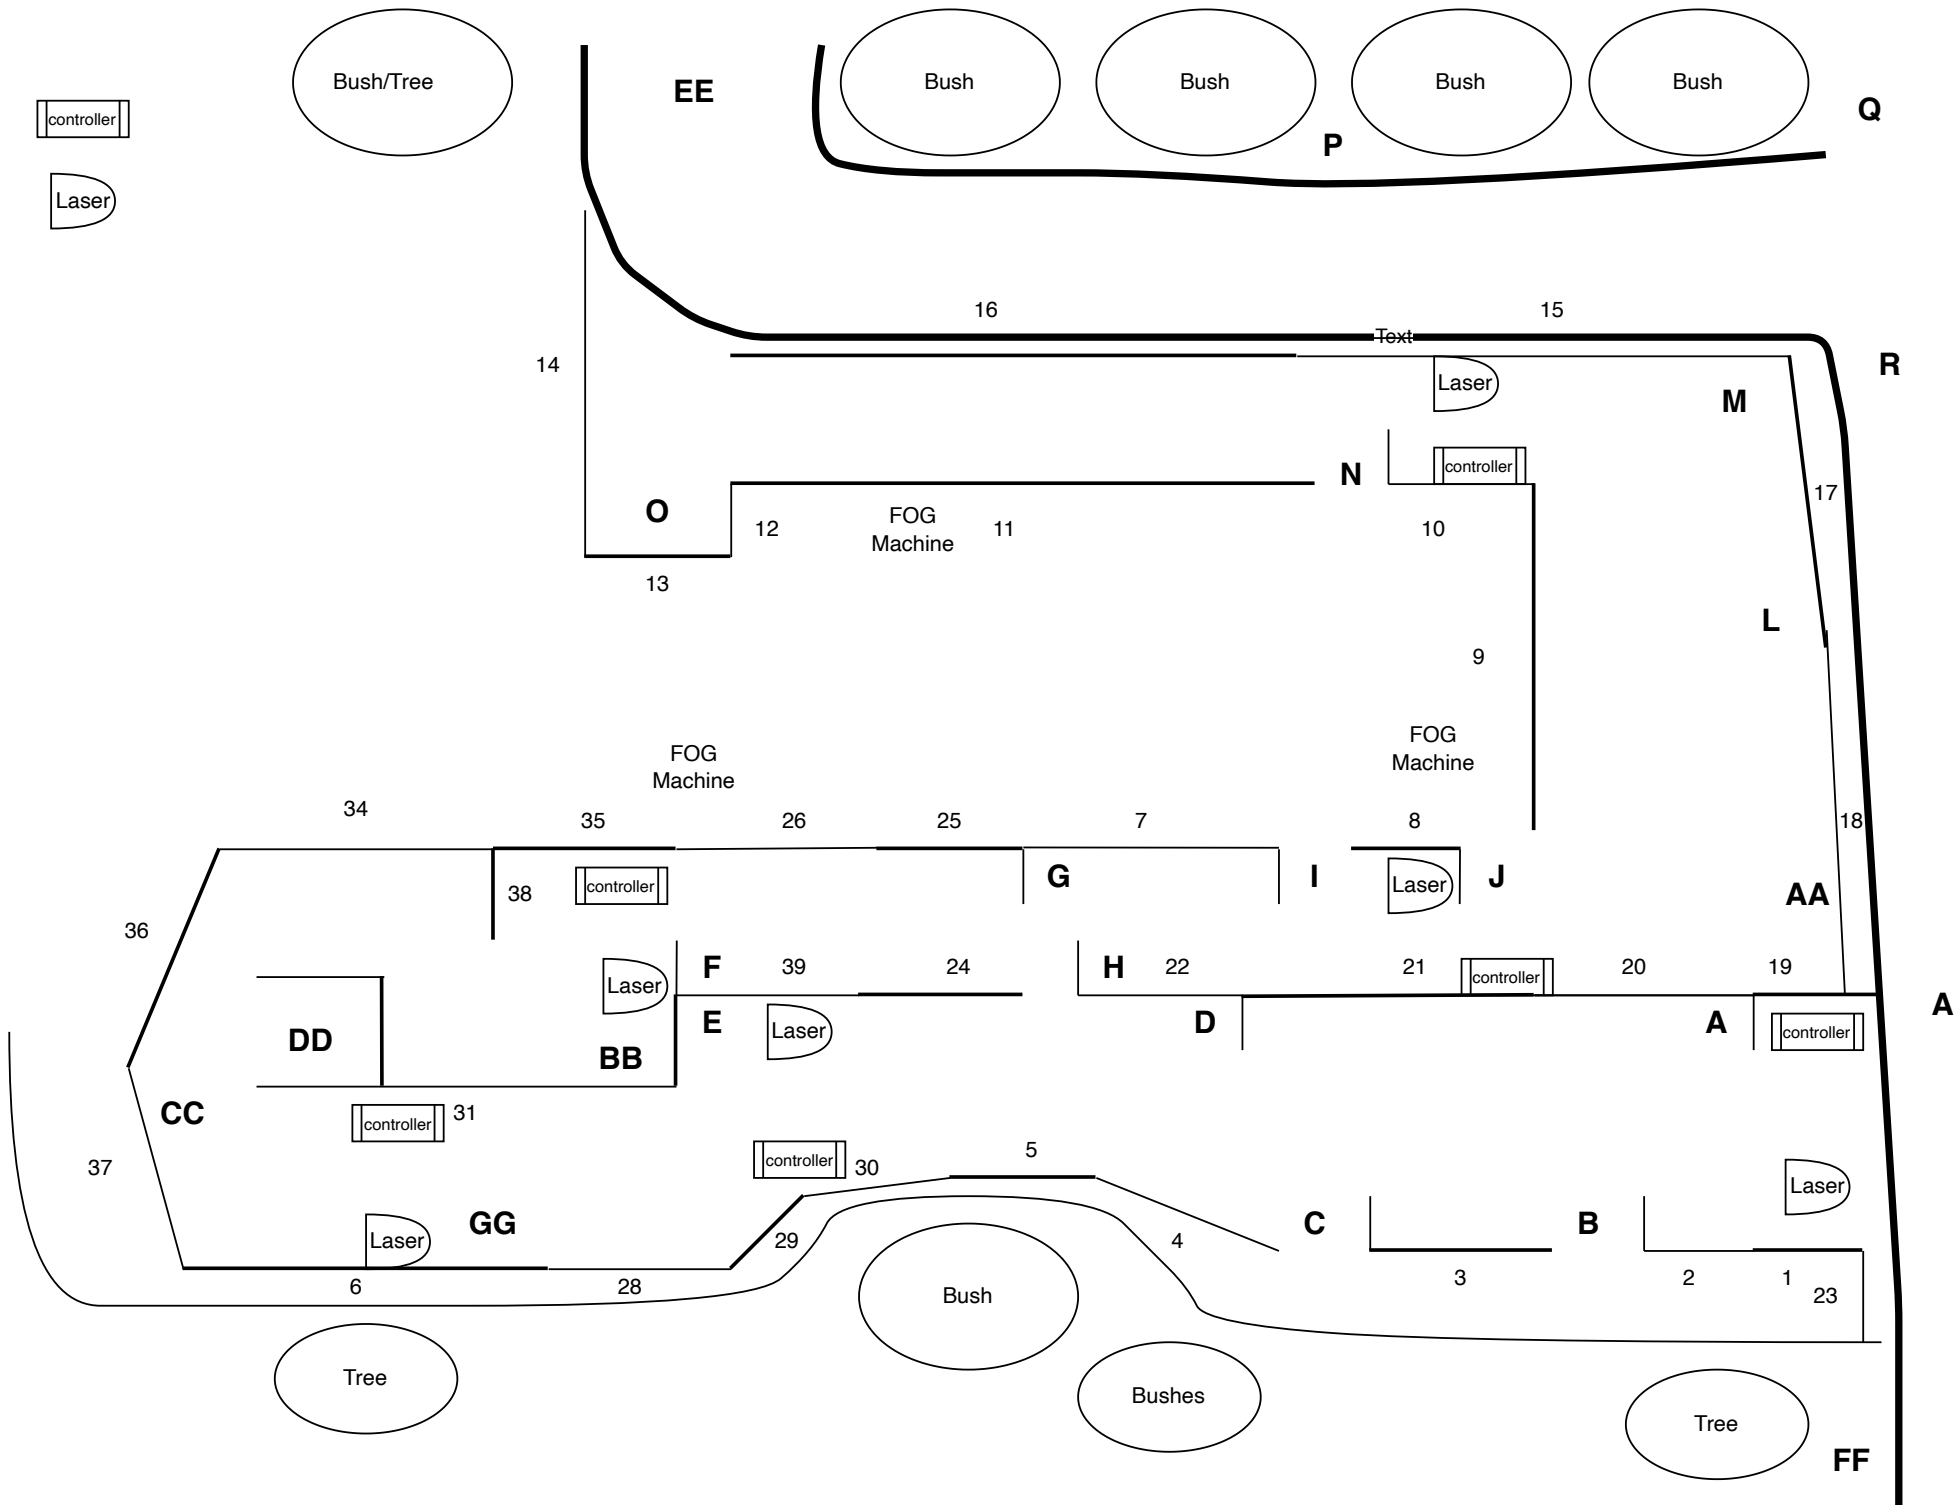 Bush/Tree
EE
Bush
Bush
Bush
Bush
Q
controller
P
Laser
16
15
Text
14
R
Laser
M
N
controller
17
O
12
FOG
Machine
11
10
13
L
9
FOG
Machine
FOG
Machine
34
35
26
25
7
8
18
38
controller
G
I
Laser
J
AA
36
F
39
24
H
22
21
controller
20
19
Laser
A
DD
BB
E
Laser
D
A
controller
CC
controller
31
37
controller
30
5
Laser
GG
Laser
29
4
C
B
6
28
Bush
3
2
1
23
Tree
Bushes
Tree
FF